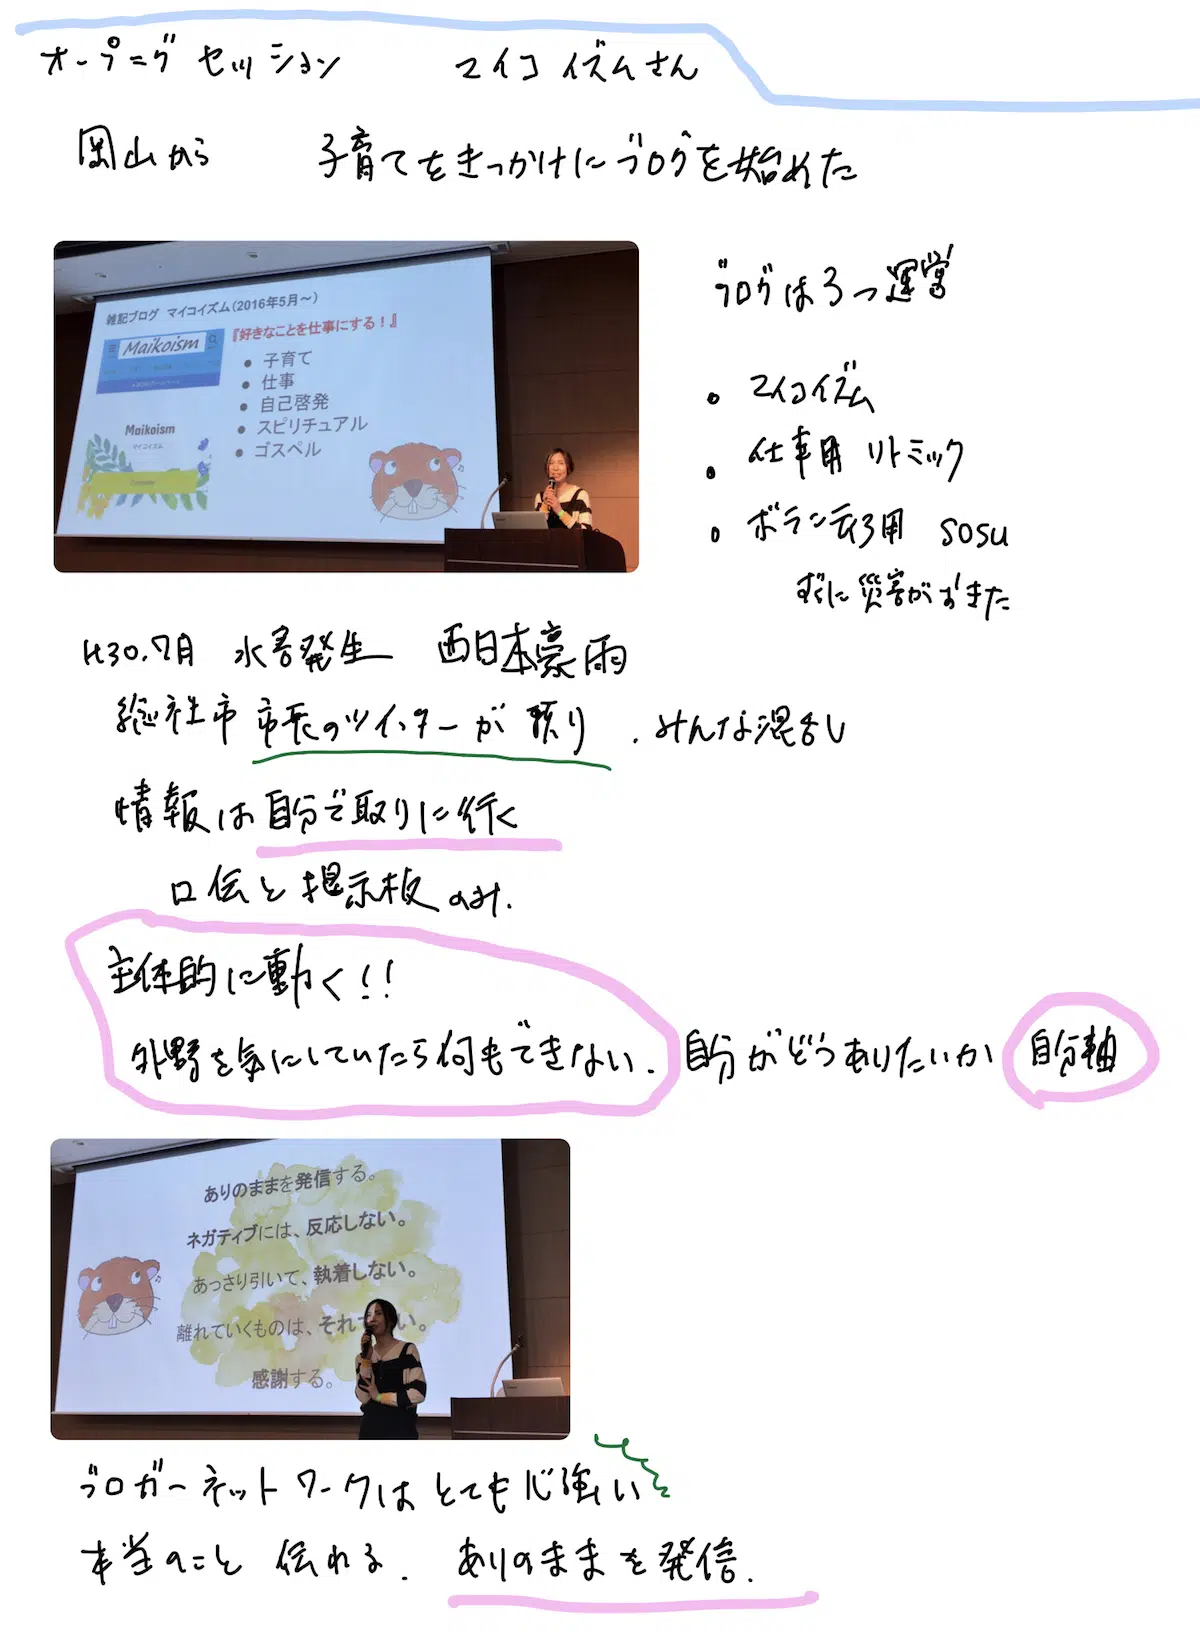 オープニグ セッション マイコイズムさん
岡山から 子育てをきっかけにブログを始めた
雑記ブログ マイコイズム(2016年5月~)
『好きなことを仕事にする!』
Maikoism
● 子育て
● 仕事
● 自己啓発
● スピリチュアル
● ゴスペル
Maikoism
マイコイズム
ブログは3つ運営
・マイコイズム
・仕事用 リトミック
・ボランティア用 sosu
すぐに災害がおきた
H30.7月 水害発生 西日本豪雨
総社市 市長のツイッターが頼り.みんな混乱し
情報は自分で取りに行く
口伝と掲示板のみ.
主体的に動く!!
外野を気にしていたら何もできない. 自分がどうありたいか 自分軸
ありのままを発信する。
ネガティブには、反応しない。
あっさり引いて、執着しない。
離れていくものは、それで い。
感謝する。
ブロガーネットワークはとても心強い
本当のこと 伝れる. ありのままを発信.